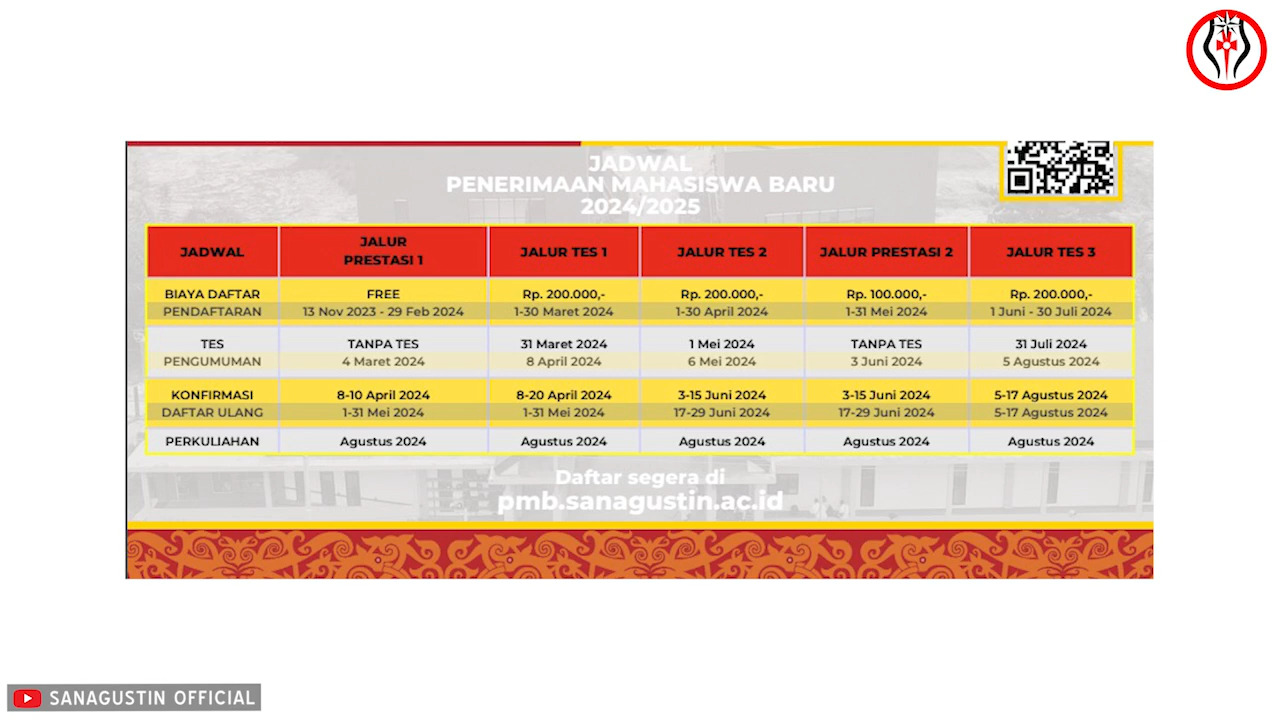 JADWAL
PENERIMAAN MAHASISWA BARU
2024/2025
JADWAL JALUR PRESTASI 1 JALUR TES 1 JALUR TES 2 JALUR PRESTASI 2 JALUR TES 3
BIAYA DAFTAR FREE Rp. 200.000,- Rp. 200.000,- Rp. 100.000,- Rp. 200.000,-
PENDAFTARAN 13 Nov 2023 - 29 Feb 2024 1-30 Maret 2024 1-30 April 2024 1-31 Mei 2024 1 Juni - 30 Juli 2024
TES TANPA TES 31 Maret 2024 1 Mei 2024 TANPA TES 31 Juli 2024
PENGUMUMAN 4 Maret 2024 8 April 2024 6 Mei 2024 3 Juni 2024 5 Agustus 2024
KONFIRMASI 8-10 April 2024 8-20 April 2024 3-15 Juni 2024 3-15 Juni 2024 5-17 Agustus 2024
DAFTAR ULANG 1-31 Mei 2024 1-31 Mei 2024 17-29 Juni 2024 17-29 Juni 2024 5-17 Agustus 2024
PERKULIAHAN Agustus 2024 Agustus 2024 Agustus 2024 Agustus 2024 Agustus 2024
Daftar segera di
pmb.sanagustin.ac.id
SANAGUSTIN OFFICIAL